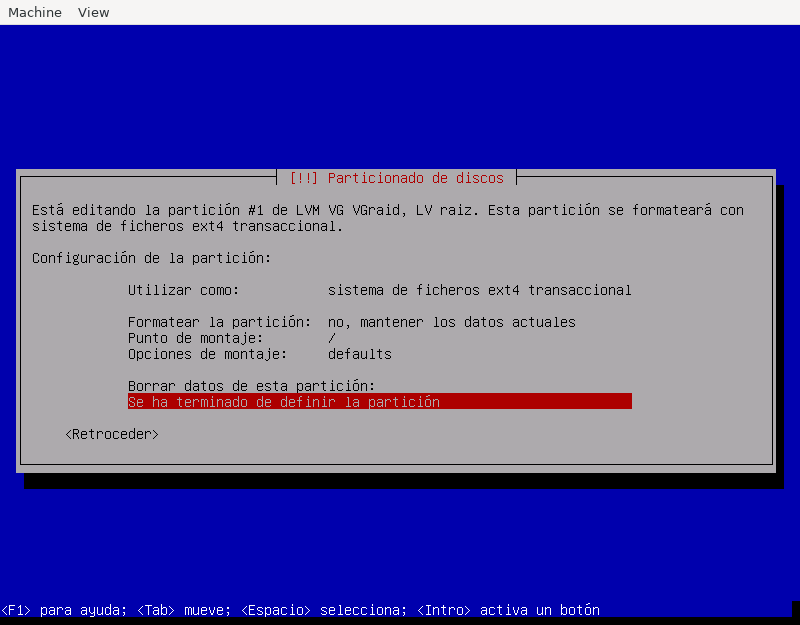 Machine View
[!!] Particionado de discos
Está editando la partición #1 de LVM VG VGraid, LV raiz. Esta partición se formateará con
sistema de ficheros ext4 transaccional.
Configuración de la partición:
Utilizar como: sistema de ficheros ext4 transaccional
Formatear la partición: no, mantener los datos actuales
Punto de montaje: /
Opciones de montaje: defaults
Borrar datos de esta partición:
Se ha terminado de definir la partición
<Retroceder>
<F1> para ayuda; <Tab> mueve; <Espacio> selecciona; <Intro> activa un botón